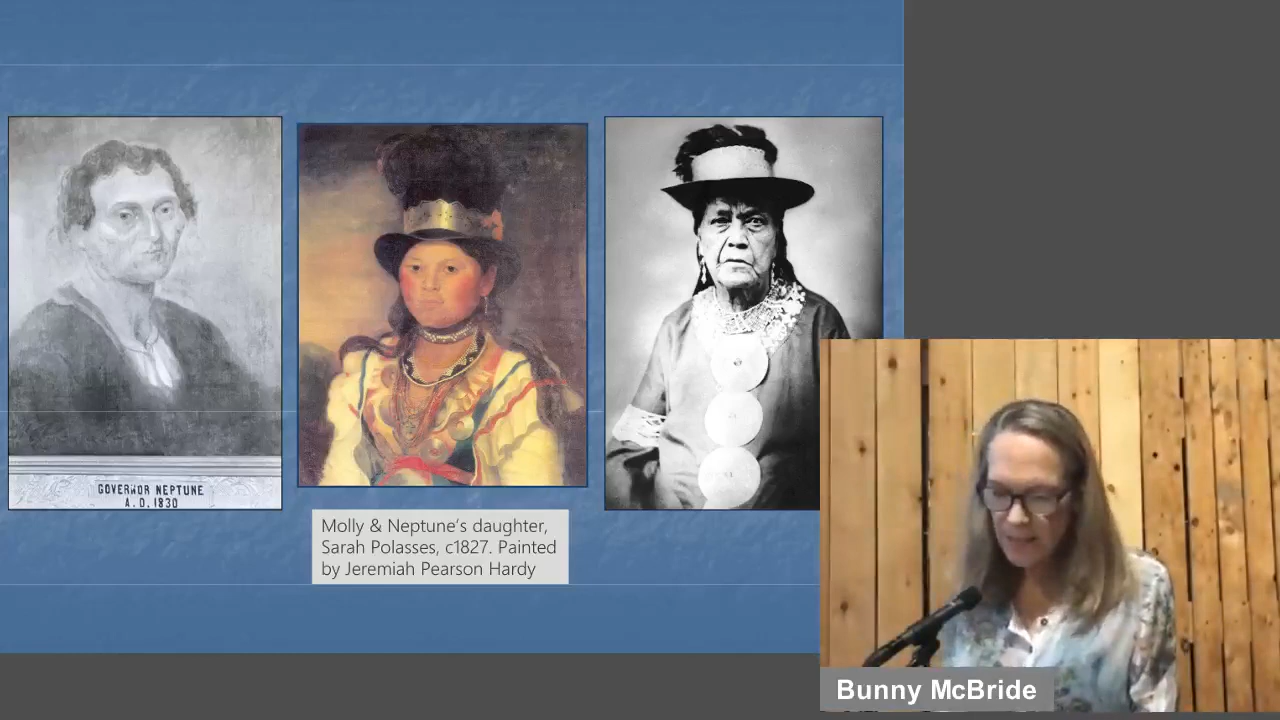 GOVERNOR NEPTUNE
A.D. 1830
Molly & Neptune's daughter,
Sarah Polasses, c1827. Painted
by Jeremiah Pearson Hardy
Bunny McBride